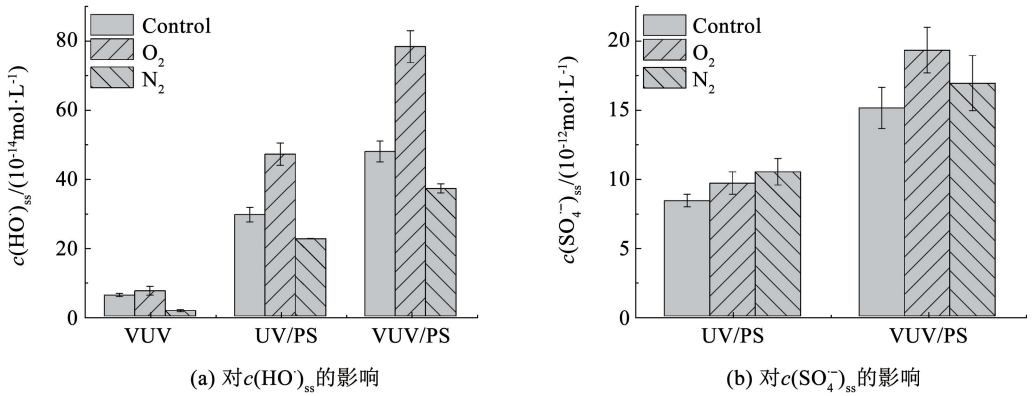 Control
O₂
N₂
c(HO·)ss/(10⁻¹⁴mol·L⁻¹)
80
60
40
20
0
VUV
UV/PS
VUV/PS
(a) 对c(HO·)ss的影响
Control
O₂
N₂
c(SO₄·⁻)ss/(10⁻¹²mol·L⁻¹)
20
15
10
5
0
UV/PS
VUV/PS
(b) 对c(SO₄·⁻)ss的影响